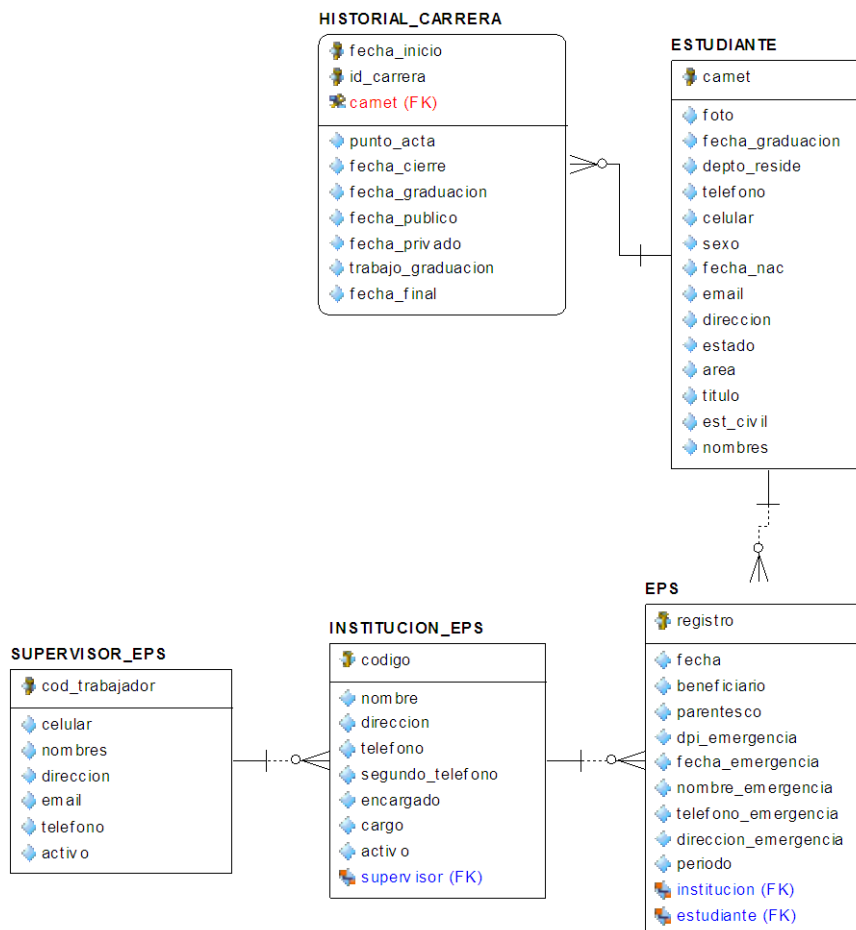 HISTORIAL_CARRERA
fecha_inicio
id_carrera
carnet (FK)
punto_acta
fecha_cierre
fecha_graduacion
fecha_publico
fecha_privado
trabajo_graduacion
fecha_final
ESTUDIANTE
carnet
foto
fecha_graduacion
depto_reside
telefono
celular
sexo
fecha_nac
email
direccion
estado
area
titulo
est_civil
nombres
SUPERVISOR_EPS
cod_trabajador
celular
nombres
direccion
email
telefono
activo
INSTITUCION_EPS
codigo
nombre
direccion
telefono
segundo_telefono
encargado
cargo
activo
supervisor (FK)
EPS
registro
fecha
beneficiario
parentesco
dpi_emergencia
fecha_emergencia
nombre_emergencia
telefono_emergencia
direccion_emergencia
periodo
institucion (FK)
estudiante (FK)